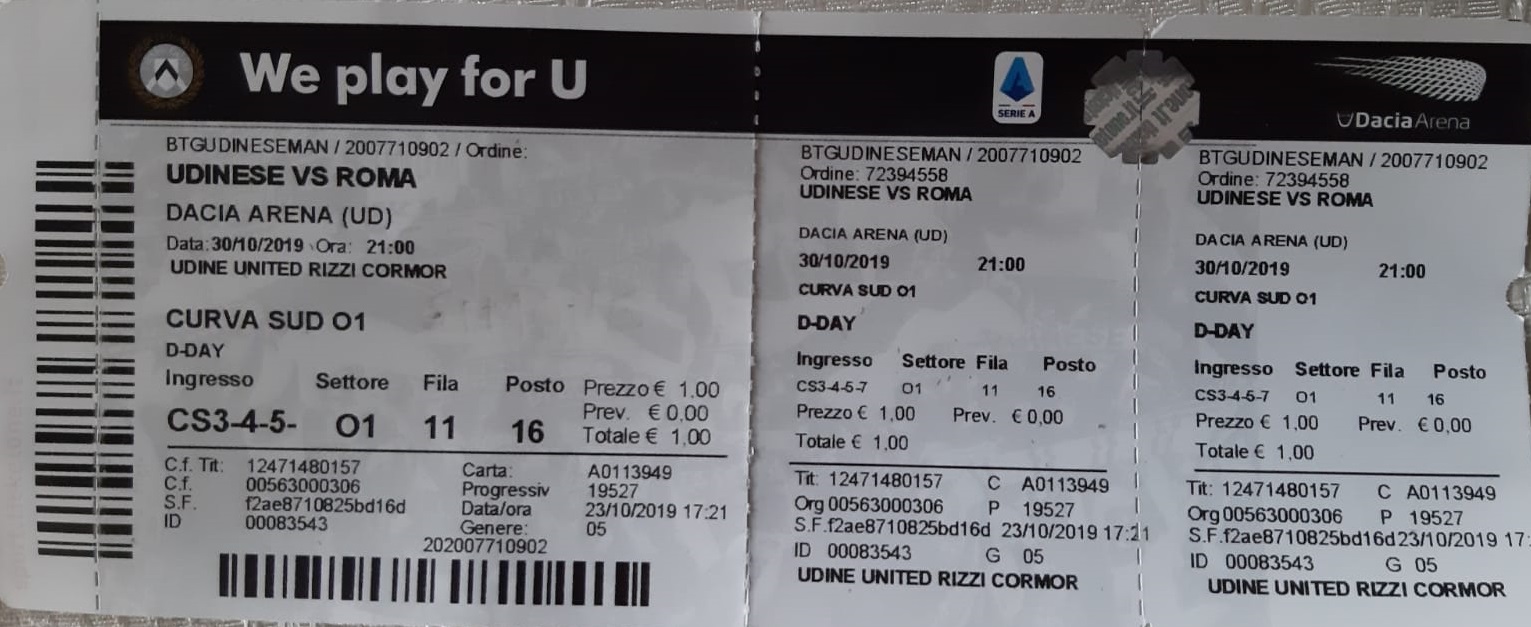 We play for U
SERIE A
Dacia Arena
BTGUDINESEMAN / 2007710902 / Ordine:
UDINESE VS ROMA
DACIA ARENA (UD)
Data: 30/10/2019 Ora: 21:00
UDINE UNITED RIZZI CORMOR
CURVA SUD O1
D-DAY
Ingresso Settore Fila Posto Prezzo € 1.00
Prev. € 0,00
CS3-4-5- O1 11 16 Totale € 1,00
C.f. Tit: 12471480157 Carta: A0113949
C.f. 00563000306 Progressiv 19527
S.F. f2ae8710825bd16d Data/ora 23/10/2019 17:21
ID 00083543 Genere: 05
202007710902
BTGUDINESEMAN / 2007710902
Ordine: 72394558
UDINESE VS ROMA
DACIA ARENA (UD)
30/10/2019 21:00
CURVA SUD O1
D-DAY
Ingresso Settore Fila Posto
CS3-4-5-7 O1 11 16
Prezzo € 1,00 Prev. € 0,00
Totale € 1,00
Tit: 12471480157 C A0113949
Org 00563000306 P 19527
S.F.f2ae8710825bd16d 23/10/2019 17:21
ID 00083543 G 05
UDINE UNITED RIZZI CORMOR
BTGUDINESEMAN / 2007710902
Ordine: 72394558
UDINESE VS ROMA
DACIA ARENA (UD)
30/10/2019 21:00
CURVA SUD O1
D-DAY
Ingresso Settore Fila Posto
CS3-4-5-7 O1 11 16
Prezzo € 1,00 Prev. € 0,00
Totale € 1,00
Tit: 12471480157 C A0113949
Org 00563000306 P 19527
S.F.f2ae8710825bd16d 23/10/2019 17:
ID 00083543 G 05
UDINE UNITED RIZZI CORMOR